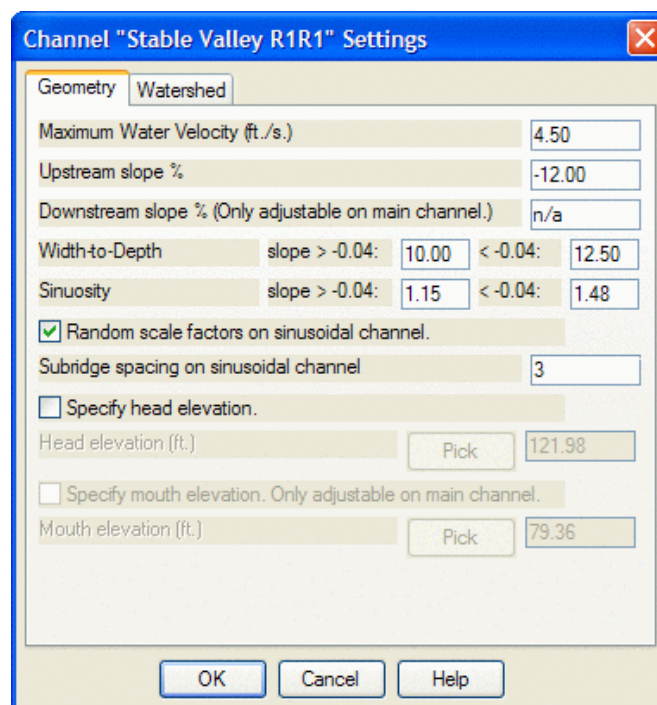 Channel "Stable Valley R1R1" Settings
Geometry Watershed
Maximum Water Velocity (ft./s.) 4.50
Upstream slope % -12.00
Downstream slope % (Only adjustable on main channel.) n/a
Width-to-Depth slope > -0.04: 10.00 < -0.04: 12.50
Sinuosity slope > -0.04: 1.15 < -0.04: 1.48
Random scale factors on sinusoidal channel.
Subridge spacing on sinusoidal channel 3
Specify head elevation.
Head elevation (ft.) Pick 121.98
Specify mouth elevation. Only adjustable on main channel.
Mouth elevation (ft.) Pick 79.36
OK Cancel Help